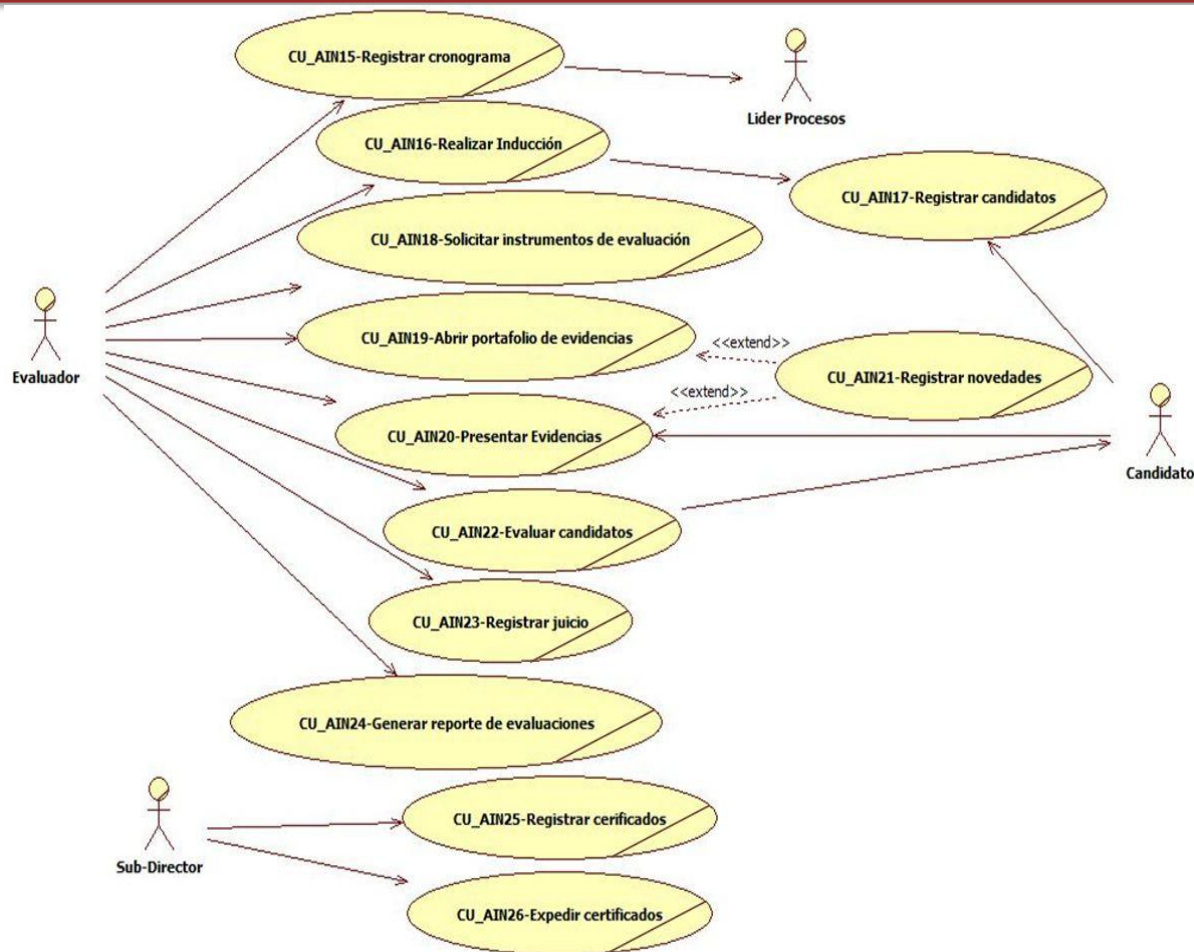 CU_AIN15-Registrar cronograma
Lider Procesos
CU_AIN16-Realizar Inducción
CU_AIN17-Registrar candidatos
CU_AIN18-Solicitar instrumentos de evaluación
Evaluador
CU_AIN19-Abrir portafolio de evidencias
<<extend>>
CU_AIN21-Registrar novedades
<<extend>>
CU_AIN20-Presentar Evidencias
Candidato
CU_AIN22-Evaluar candidatos
CU_AIN23-Registrar juicio
CU_AIN24-Generar reporte de evaluaciones
CU_AIN25-Registrar cerificados
Sub-Director
CU_AIN26-Expedir certificados